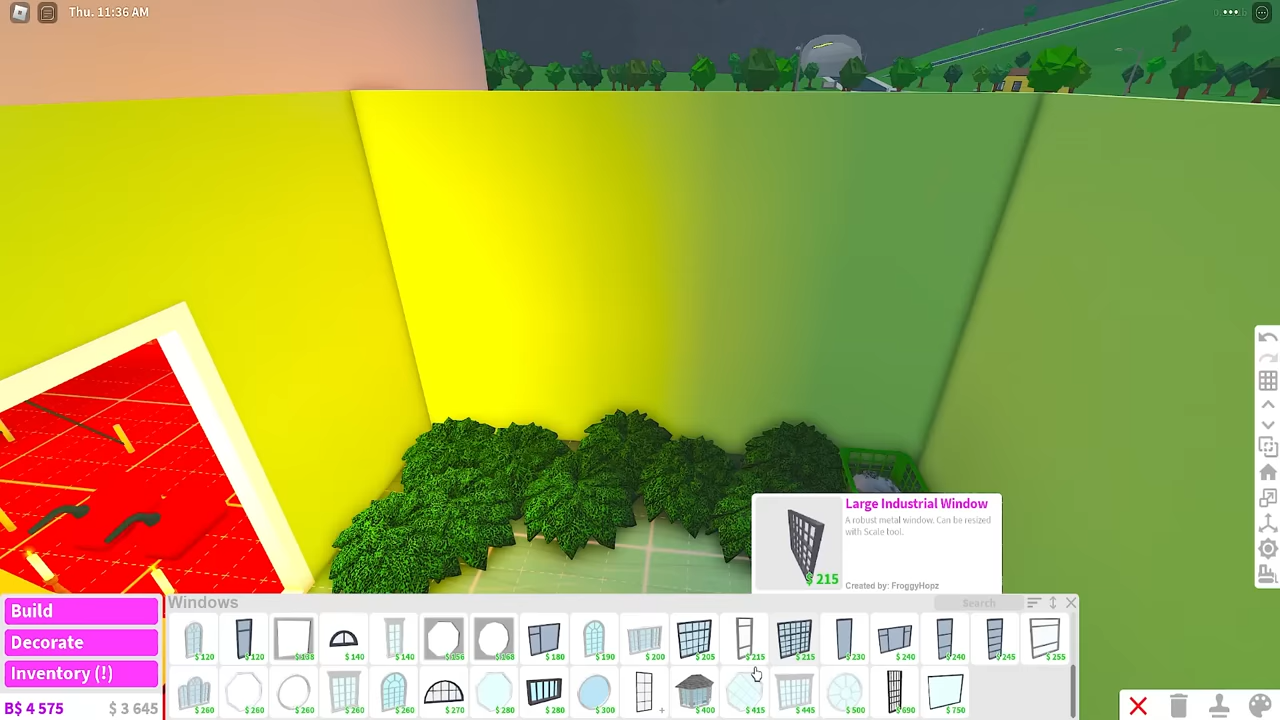 Thu. 11:36 AM
Large Industrial Window
A robust metal window. Can be resized
with Scale tool.
$ 215
Created by: FroggyHopz
Windows
Search
Build
Decorate
Inventory (!)
B$ 4 575
$ 3 645
$120
$120
$140
$140
$180
$190
$200
$205
$215
$215
$230
$240
$240
$245
$255
$260
$260
$260
$260
$260
$270
$280
$280
$300
$400
$415
$445
$500
$690
$750